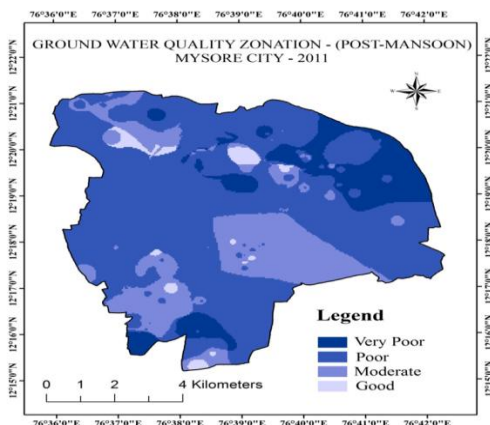 76°36'0"E 76°37'0"E 76°38'0"E 76°39'0"E 76°40'0"E 76°41'0"E 76°42'0"E
GROUND WATER QUALITY ZONATION - (POST-MANSOON)
MYSORE CITY - 2011
12°22'0"N
12°21'0"N
12°20'0"N
12°19'0"N
12°18'0"N
12°17'0"N
12°16'0"N
12°15'0"N
Legend
Very Poor
Poor
Moderate
Good
0 1 2 4 Kilometers
76°36'0"E 76°37'0"E 76°38'0"E 76°39'0"E 76°40'0"E 76°41'0"E 76°42'0"E